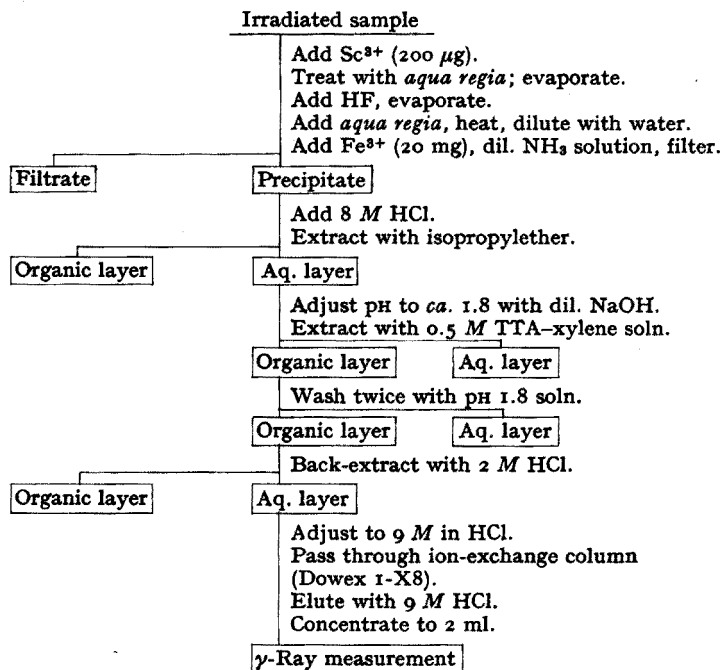 Irradiated sample
Add Sc³⁺ (200 μg).
Treat with aqua regia; evaporate.
Add HF, evaporate.
Add aqua regia, heat, dilute with water.
Add Fe³⁺ (20 mg), dil. NH₃ solution, filter.
Filtrate Precipitate
Add 8 M HCl.
Extract with isopropylether.
Organic layer Aq. layer
Adjust pH to ca. 1.8 with dil. NaOH.
Extract with 0.5 M TTA–xylene soln.
Organic layer Aq. layer
Wash twice with pH 1.8 soln.
Organic layer Aq. layer
Back-extract with 2 M HCl.
Organic layer Aq. layer
Adjust to 9 M in HCl.
Pass through ion-exchange column
(Dowex 1-X8).
Elute with 9 M HCl.
Concentrate to 2 ml.
γ-Ray measurement